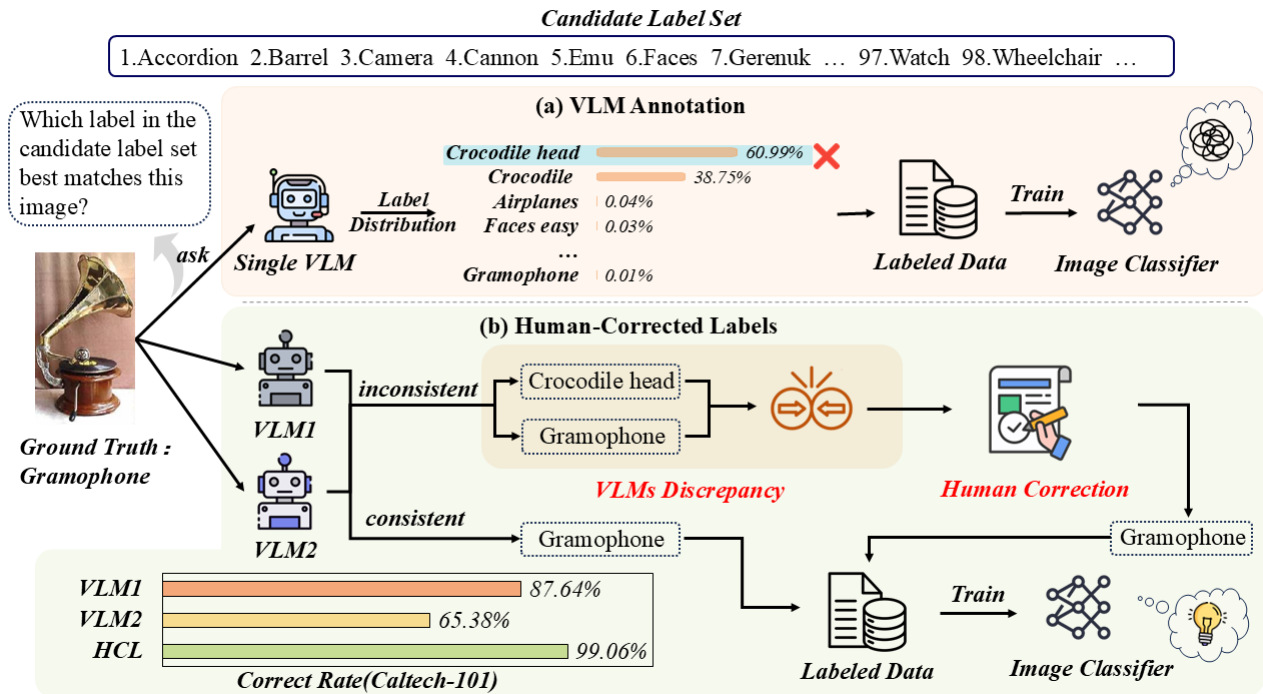 Candidate Label Set
1.Accordion 2.Barrel 3.Camera 4.Cannon 5.Emu 6.Faces 7.Gerenuk … 97.Watch 98.Wheelchair …
(a) VLM Annotation
Which label in the
candidate label set
best matches this
image?
ask
Single VLM
Label
Distribution
Crocodile head 60.99%
Crocodile 38.75%
Airplanes 0.04%
Faces easy 0.03%
...
Gramophone 0.01%
Labeled Data
Train
Image Classifier
(b) Human-Corrected Labels
Ground Truth :
Gramophone
VLM1
VLM2
inconsistent
Crocodile head
Gramophone
VLMs Discrepancy
Human Correction
consistent
Gramophone
Gramophone
Labeled Data
Train
Image Classifier
VLM1 87.64%
VLM2 65.38%
HCL 99.06%
Correct Rate(Caltech-101)